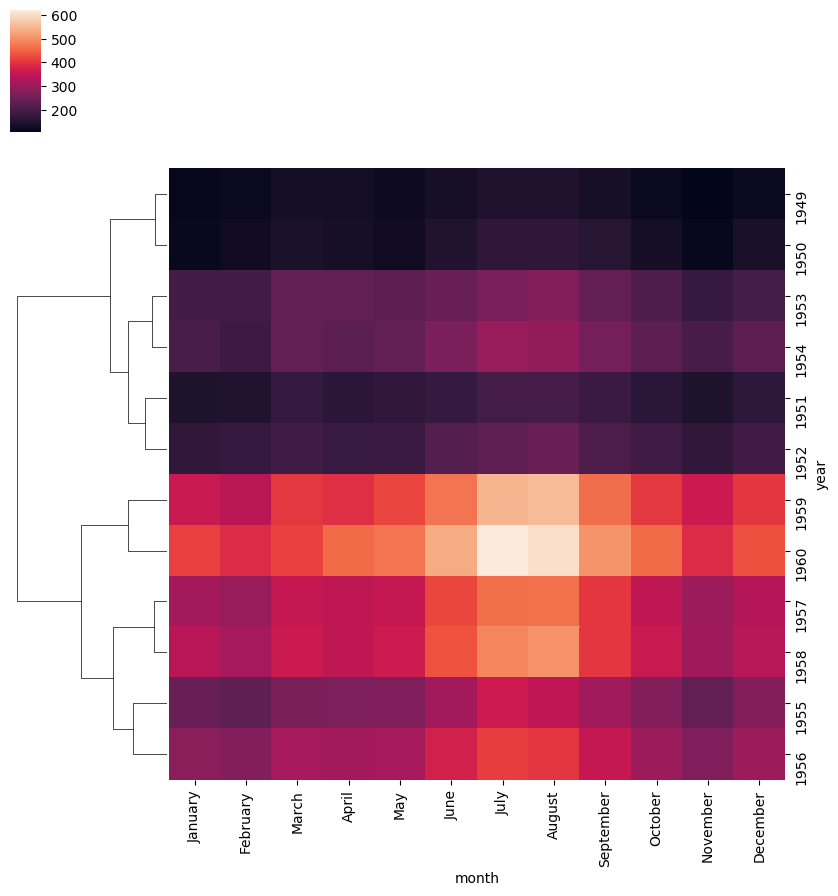 600
500
400
300
200
1949
1950
1953
1954
1951
1952
1959
1960
1957
1958
1955
1956
year
January
February
March
April
May
June
July
August
September
October
November
December
month